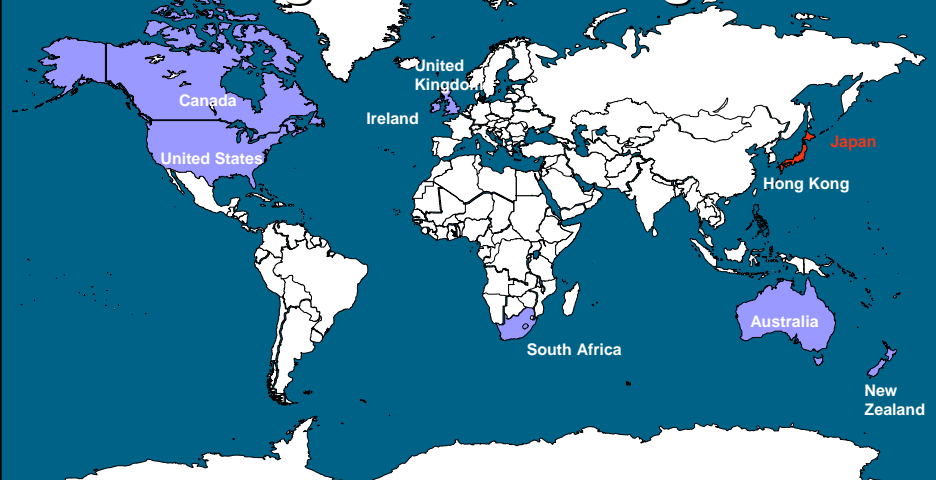 United
Kingdom
Canada
Ireland
Japan
United States
Hong Kong
Australia
South Africa
New
Zealand